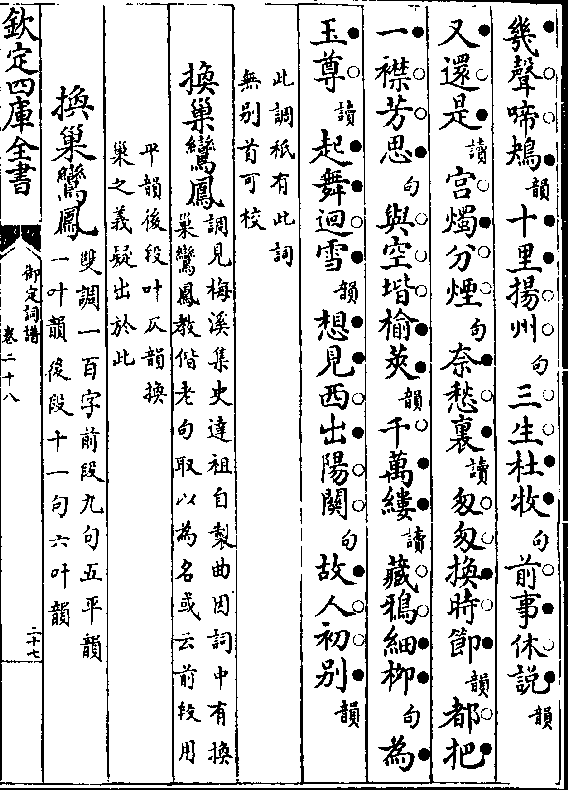 幾聲啼鴂韻十里揚州句三生杜牧句前事休說韻
又還是讀宮燭分煙句奈愁裏讀匆匆換時節韻都把
一襟芳思句與空堦榆莢韻千萬縷讀藏鴉細栁句為
玉尊讀起舞迴雪韻想見西出陽關句故人初别韻
此調祇有此詞
無别首可校
換巢鸞鳳
調見梅溪集史達祖自製曲因詞中有換
巢鸞鳳教偕老句取以為名或云前段用
平韻後段叶仄韻換
巢之義疑出於此
換巢鸞鳳
雙調一百字前段九句五平韻
一叶韻後段十一句六叶韻
欽定四庫全書
御定詞譜
卷二十八
二十七